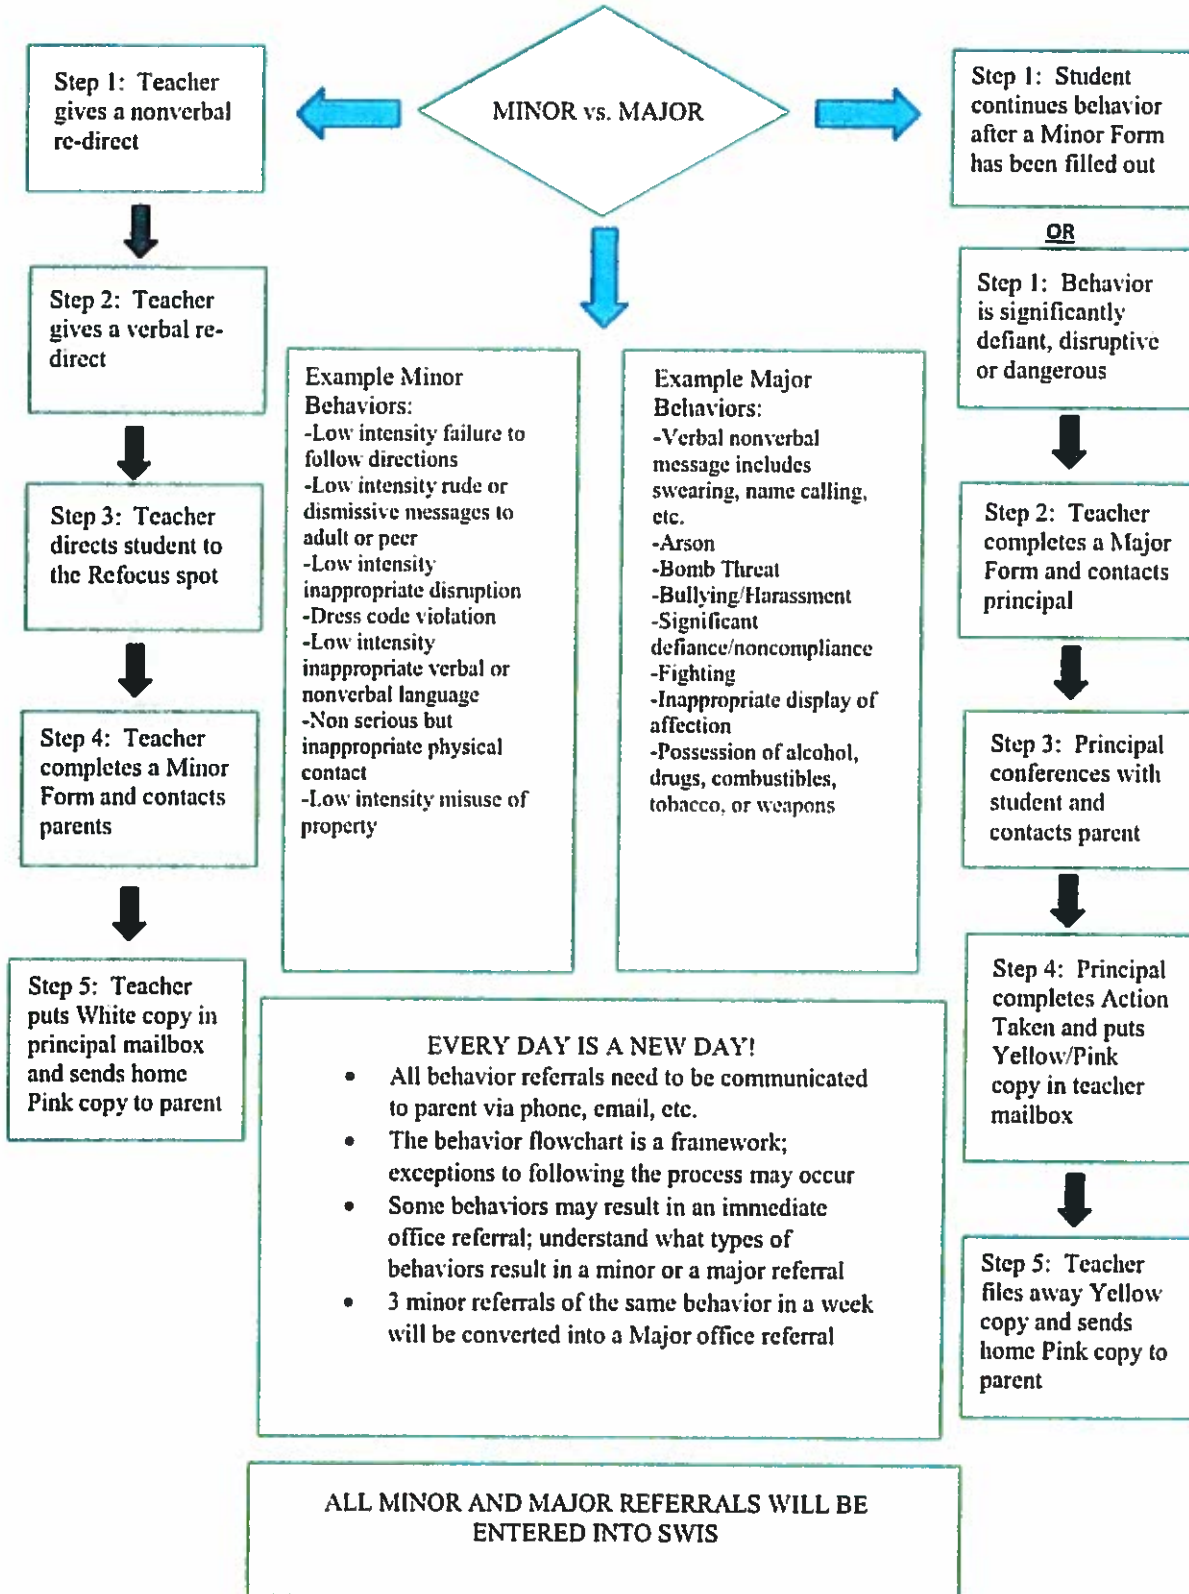 MINOR vs. MAJOR
Step 1: Teacher
gives a nonverbal
re-direct
Step 2: Teacher
gives a verbal re-
direct
Step 3: Teacher
directs student to
the Refocus spot
Step 4: Teacher
completes a Minor
Form and contacts
parents
Step 5: Teacher
puts White copy in
principal mailbox
and sends home
Pink copy to parent
Example Minor
Behaviors:
-Low intensity failure to
follow directions
-Low intensity rude or
dismissive messages to
adult or peer
-Low intensity
inappropriate disruption
-Dress code violation
-Low intensity
inappropriate verbal or
nonverbal language
-Non serious but
inappropriate physical
contact
-Low intensity misuse of
property
Example Major
Behaviors:
-Verbal nonverbal
message includes
swearing, name calling,
etc.
-Arson
-Bomb Threat
-Bullying/Harassment
-Significant
defiance/noncompliance
-Fighting
-Inappropriate display of
affection
-Possession of alcohol,
drugs, combustibles,
tobacco, or weapons
Step 1: Student
continues behavior
after a Minor Form
has been filled out
OR
Step 1: Behavior
is significantly
defiant, disruptive
or dangerous
Step 2: Teacher
completes a Major
Form and contacts
principal
Step 3: Principal
conferences with
student and
contacts parent
Step 4: Principal
completes Action
Taken and puts
Yellow/Pink
copy in teacher
mailbox
Step 5: Teacher
files away Yellow
copy and sends
home Pink copy to
parent
EVERY DAY IS A NEW DAY!
• All behavior referrals need to be communicated
to parent via phone, email, etc.
• The behavior flowchart is a framework;
exceptions to following the process may occur
• Some behaviors may result in an immediate
office referral; understand what types of
behaviors result in a minor or a major referral
• 3 minor referrals of the same behavior in a week
will be converted into a Major office referral
ALL MINOR AND MAJOR REFERRALS WILL BE
ENTERED INTO SWIS